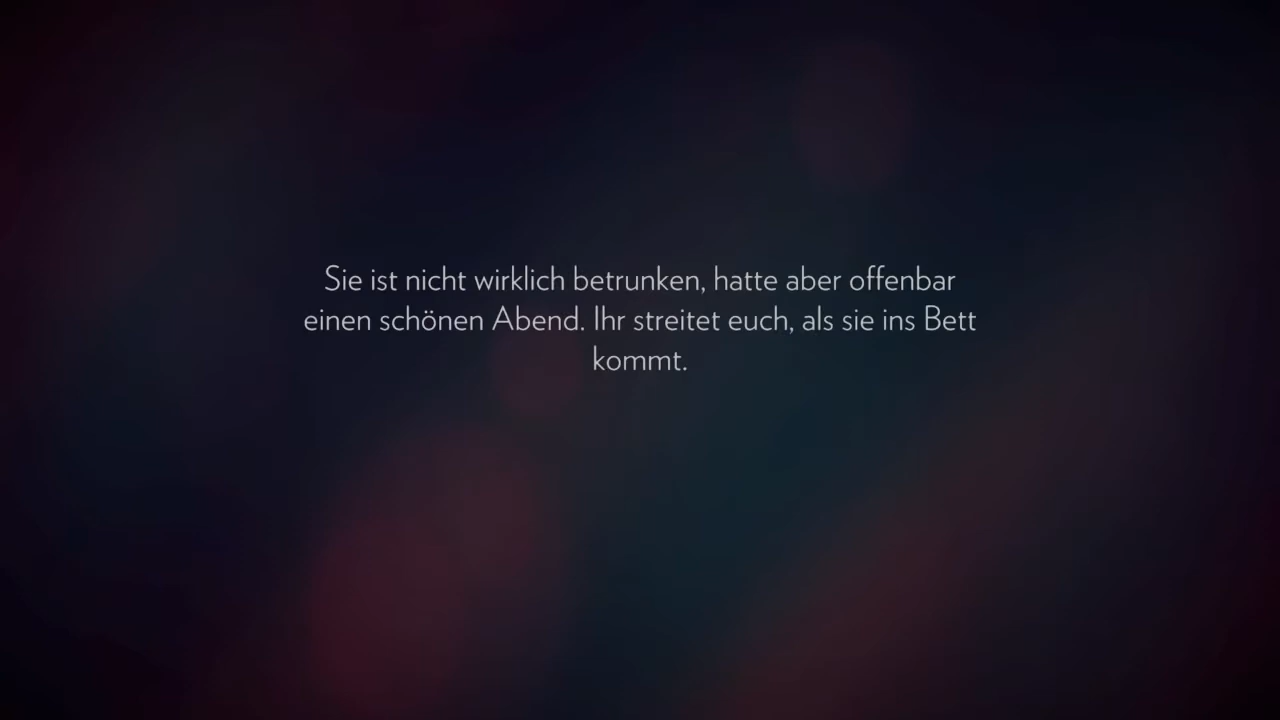 Sie ist nicht wirklich betrunken, hatte aber offenbar
einen schönen Abend. Ihr streitet euch, als sie ins Bett
kommt.